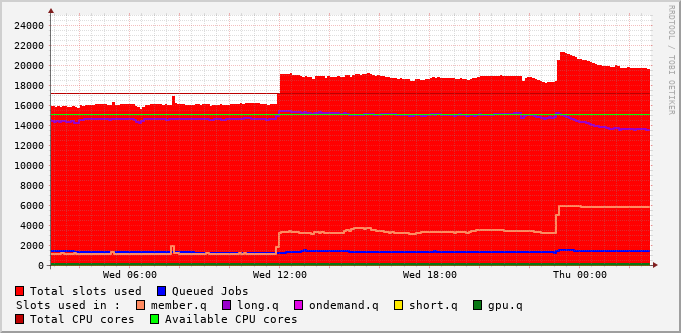 24000
22000
20000
18000
16000
14000
12000
10000
8000
6000
4000
2000
0
Wed 06:00 Wed 12:00 Wed 18:00 Thu 00:00
Total slots used Queued Jobs
Slots used in : member.q long.q ondemand.q short.q gpu.q
Total CPU cores Available CPU cores
RRDTOOL / TOBI OETIKER